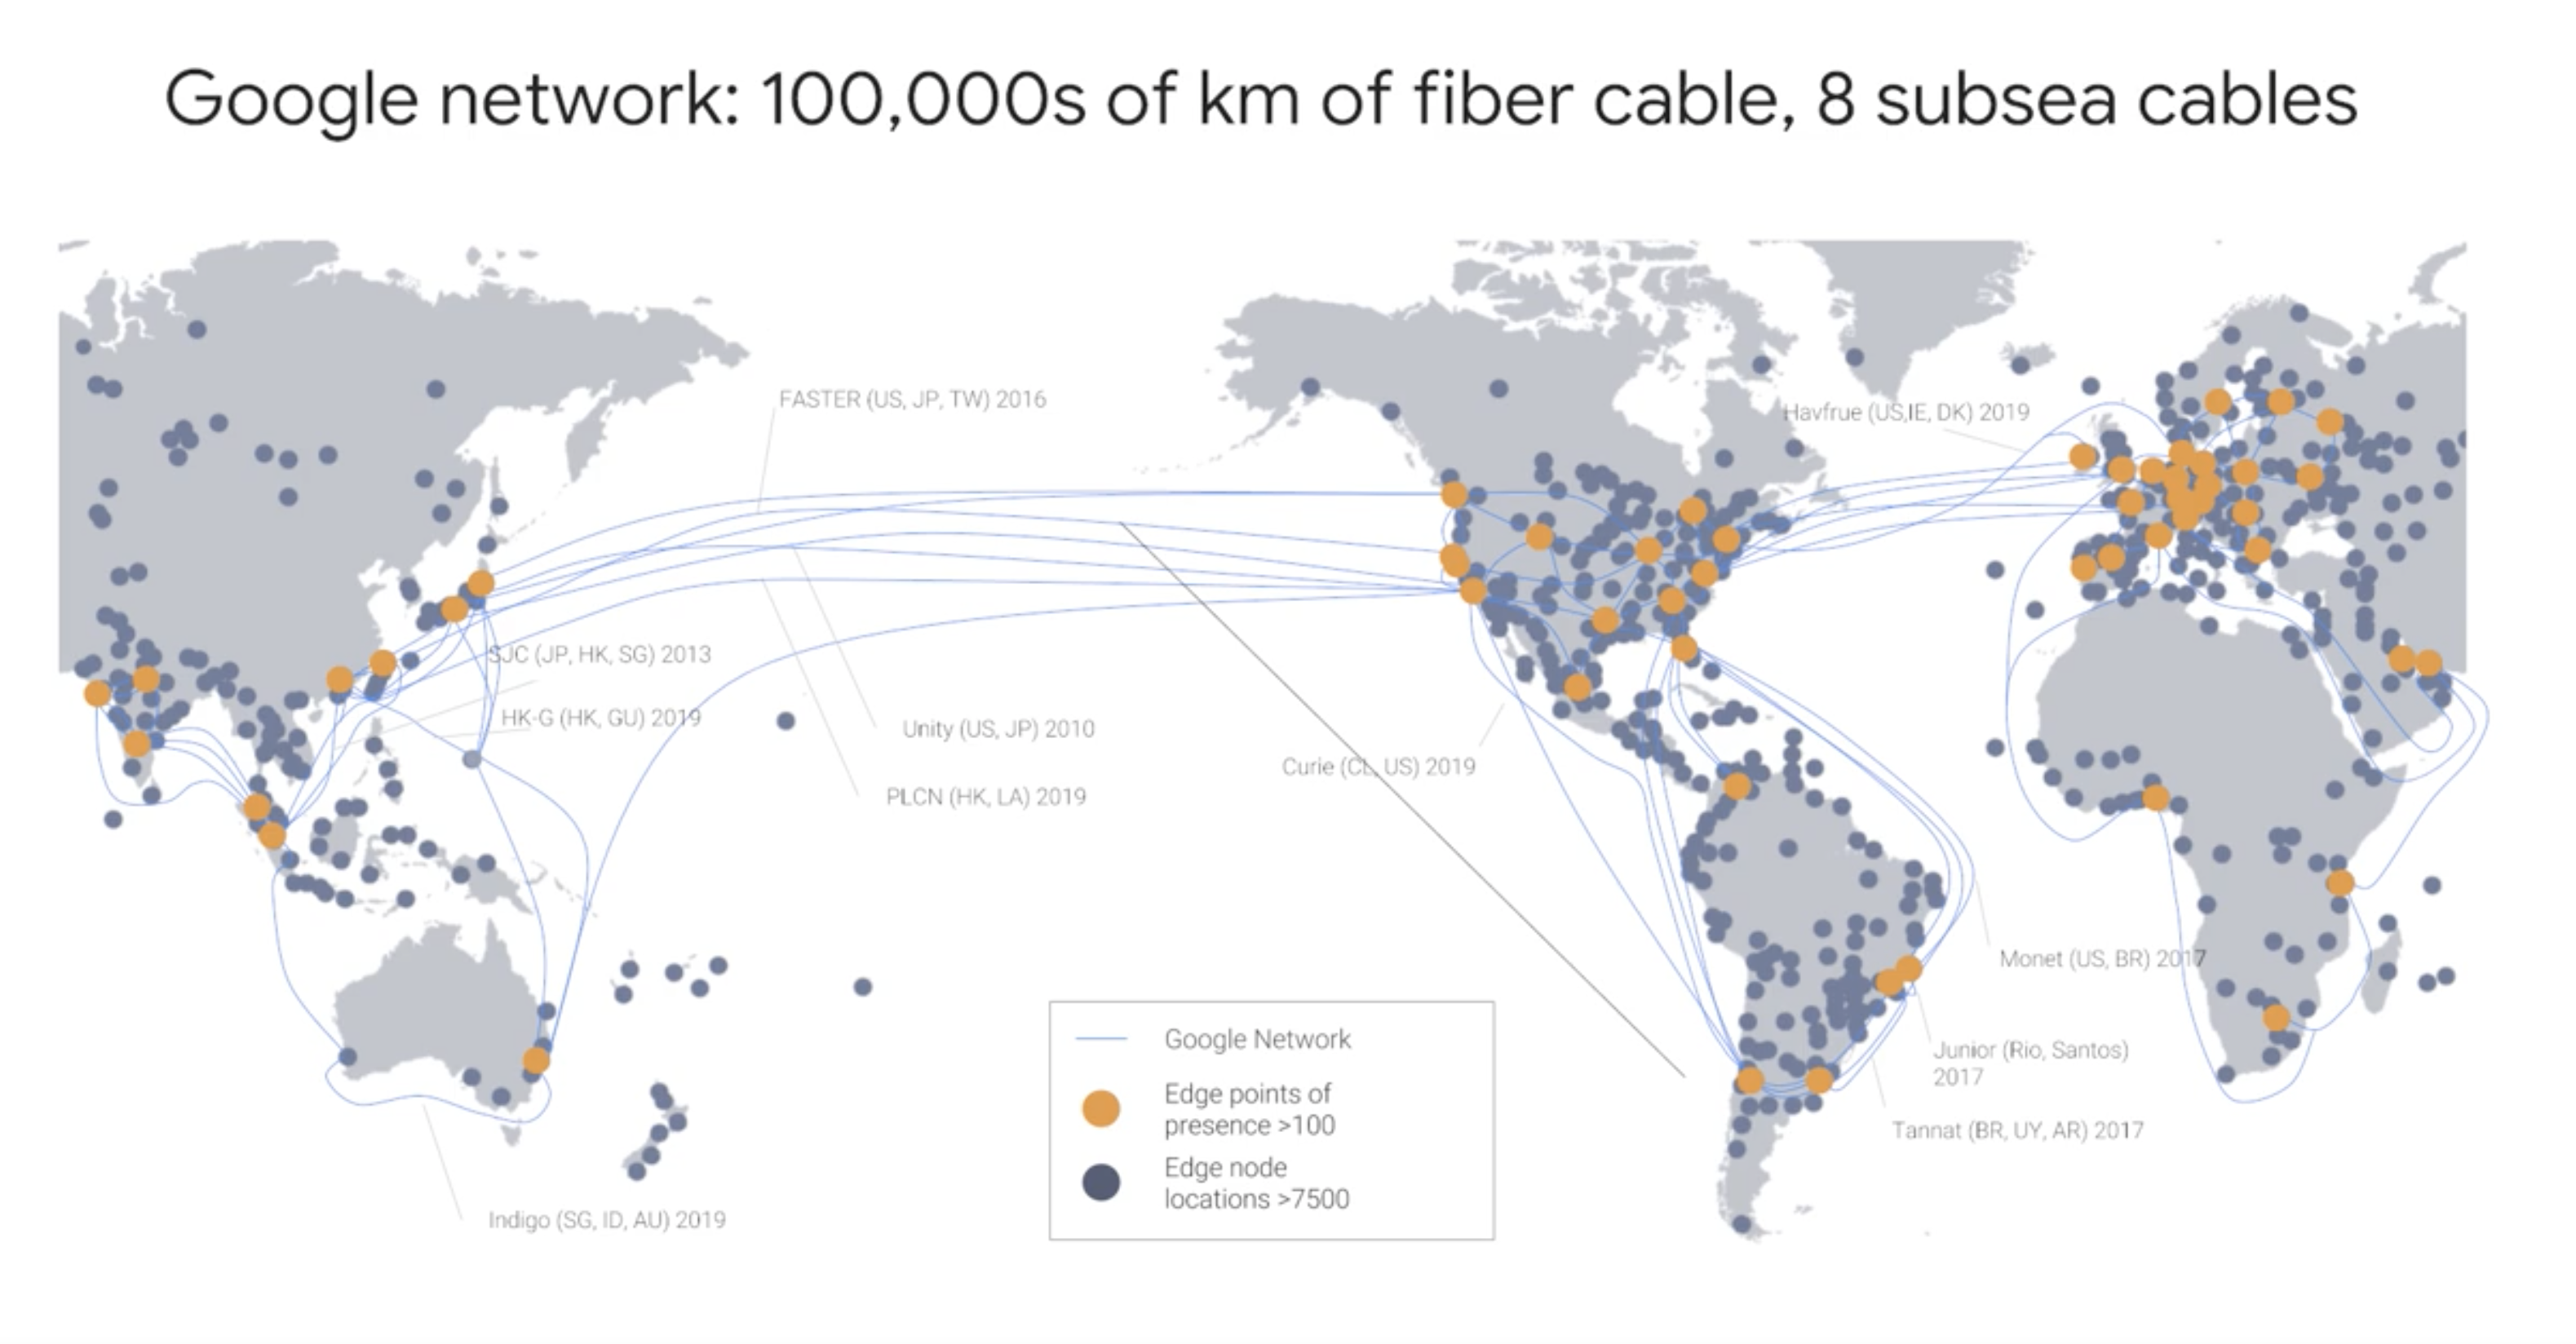 Google network: 100,000s of km of fiber cable, 8 subsea cables
FASTER (US, JP, TW) 2016
Havfrue (US,IE, DK) 2019
SJC (JP, HK, SG) 2013
HK-G (HK, GU) 2019
Unity (US, JP) 2010
Curie (CL, US) 2019
PLCN (HK, LA) 2019
Monet (US, BR) 2017
Junior (Rio, Santos)
2017
Tannat (BR, UY, AR) 2017
Indigo (SG, ID, AU) 2019
Google Network
Edge points of
presence >100
Edge node
locations >7500